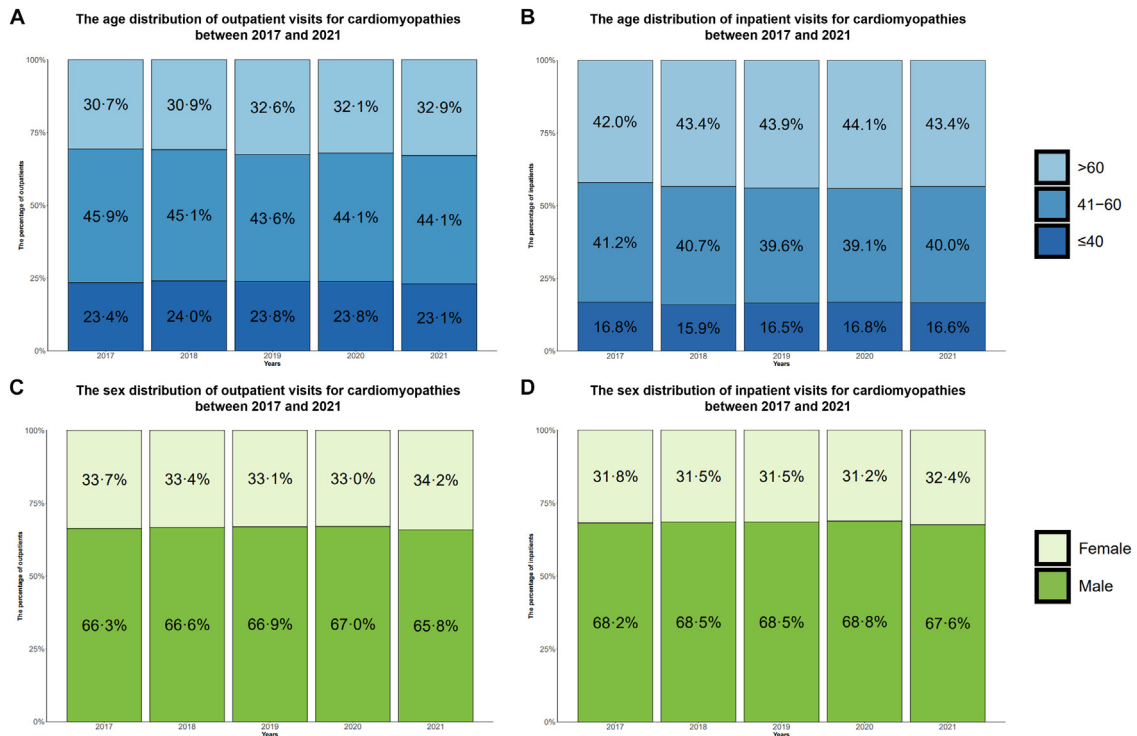 A
The age distribution of outpatient visits for cardiomyopathies
between 2017 and 2021
100%
75%
50%
25%
0%
The percentage of outpatients
30·7% 30·9% 32·6% 32·1% 32·9%
45·9% 45·1% 43·6% 44·1% 44·1%
23·4% 24·0% 23·8% 23·8% 23·1%
2017 2018 2019 2020 2021
Years
B
The age distribution of inpatient visits for cardiomyopathies
between 2017 and 2021
100%
75%
50%
25%
0%
The percentage of inpatients
42.0% 43.4% 43.9% 44.1% 43.4%
41.2% 40.7% 39.6% 39.1% 40.0%
16.8% 15.9% 16.5% 16.8% 16.6%
2017 2018 2019 2020 2021
Years
>60
41−60
≤40
C
The sex distribution of outpatient visits for cardiomyopathies
between 2017 and 2021
100%
75%
50%
25%
0%
The percentage of outpatients
33·7% 33·4% 33·1% 33·0% 34·2%
66·3% 66·6% 66·9% 67·0% 65·8%
2017 2018 2019 2020 2021
Years
D
The sex distribution of inpatient visits for cardiomyopathies
between 2017 and 2021
100%
75%
50%
25%
0%
The percentage of inpatients
31·8% 31·5% 31·5% 31·2% 32·4%
68·2% 68·5% 68·5% 68·8% 67·6%
2017 2018 2019 2020 2021
Years
Female
Male